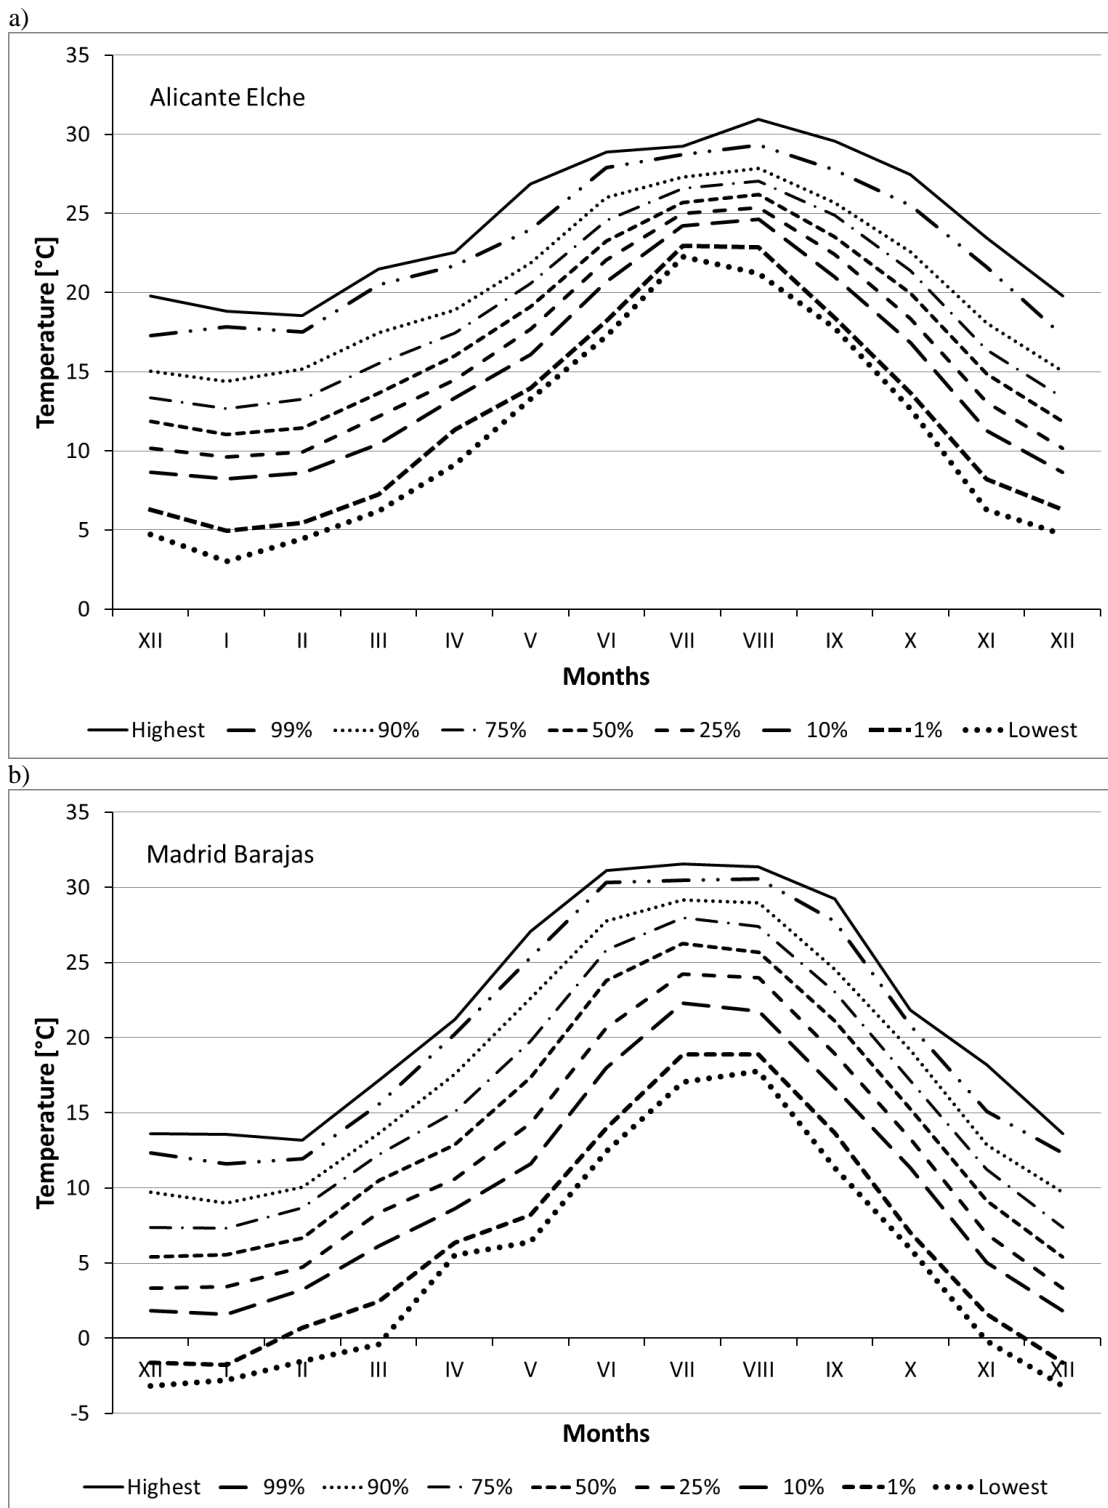 a)
35
Alicante Elche
30
25
20
15
10
5
0
Temperature [°C]
XII I II III IV V VI VII VIII IX X XI XII
Months
Highest 99% 90% 75% 50% 25% 10% 1% Lowest
b)
35
Madrid Barajas
30
25
20
15
10
5
0
-5
Temperature [°C]
XII I II III IV V VI VII VIII IX X XI XII
Months
Highest 99% 90% 75% 50% 25% 10% 1% Lowest